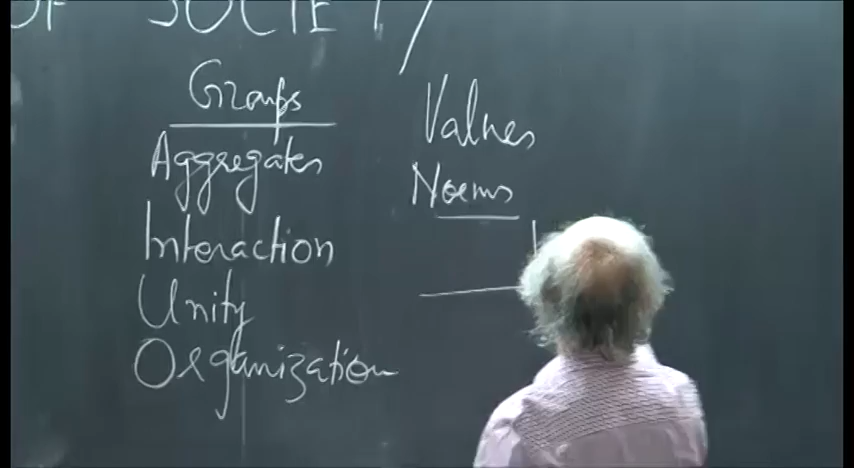 OF SOCIETY
Groups
Aggregates
Interaction
Unity
Organization
Values
Norms